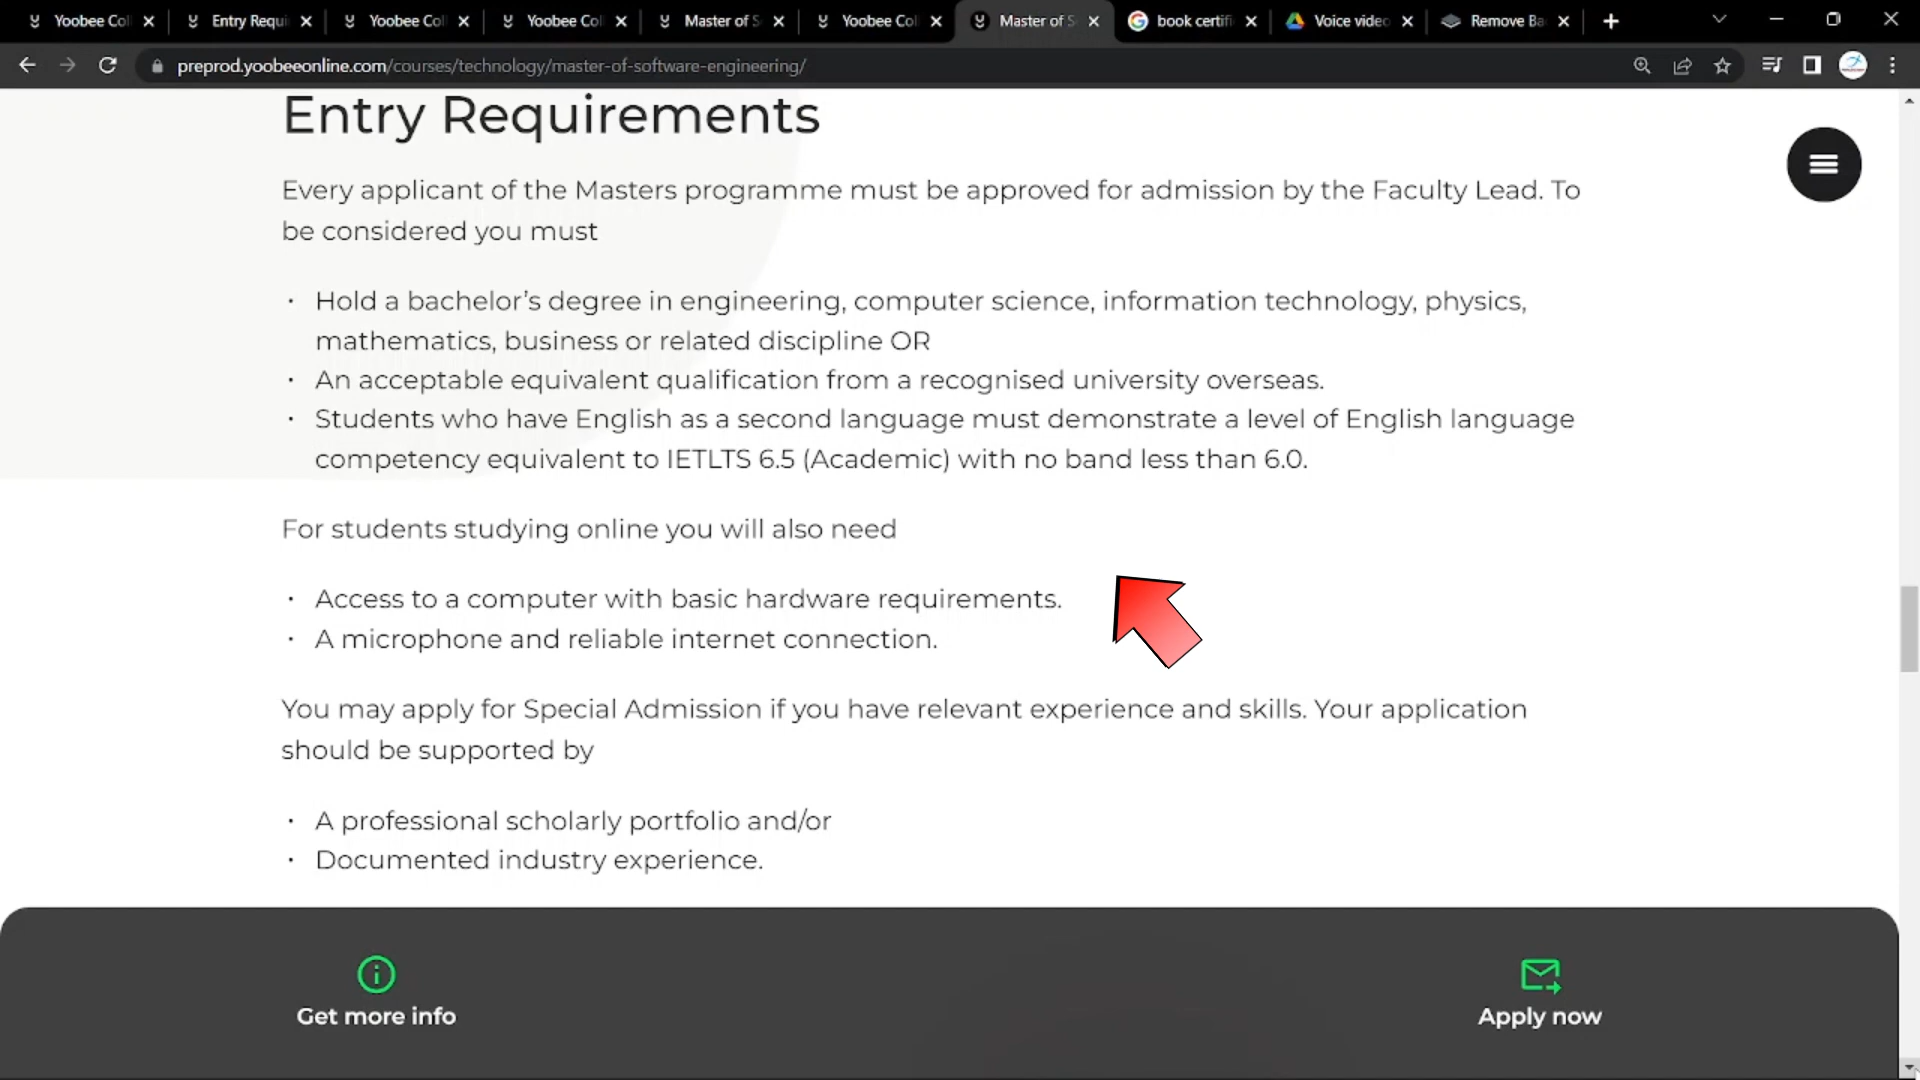 Yoobee Col
Entry Requi
Yoobee Col
Yoobee Col
Master of S
Yoobee Col
Master of S
book certifi
Voice video
Remove Ba
preprod.yoobeeonline.com/courses/technology/master-of-software-engineering/
Entry Requirements
Every applicant of the Masters programme must be approved for admission by the Faculty Lead. To
be considered you must
· Hold a bachelor’s degree in engineering, computer science, information technology, physics,
mathematics, business or related discipline OR
· An acceptable equivalent qualification from a recognised university overseas.
· Students who have English as a second language must demonstrate a level of English language
competency equivalent to IETLTS 6.5 (Academic) with no band less than 6.0.
For students studying online you will also need
· Access to a computer with basic hardware requirements.
· A microphone and reliable internet connection.
You may apply for Special Admission if you have relevant experience and skills. Your application
should be supported by
· A professional scholarly portfolio and/or
· Documented industry experience.
Get more info
Apply now